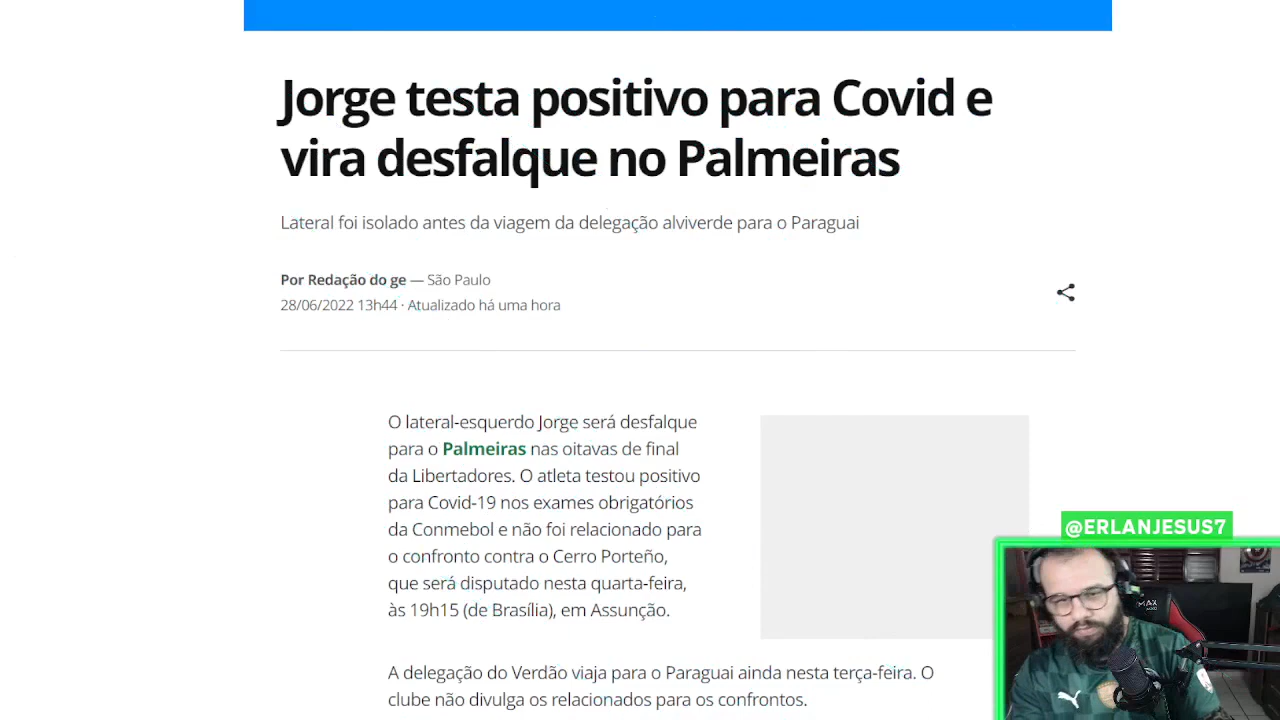 Jorge testa positivo para Covid e
vira desfalque no Palmeiras
Lateral foi isolado antes da viagem da delegação alviverde para o Paraguai
Por Redação do ge — São Paulo
28/06/2022 13h44 · Atualizado há uma hora
O lateral-esquerdo Jorge será desfalque
para o Palmeiras nas oitavas de final
da Libertadores. O atleta testou positivo
para Covid-19 nos exames obrigatórios
da Conmebol e não foi relacionado para
o confronto contra o Cerro Porteño,
que será disputado nesta quarta-feira,
às 19h15 (de Brasília), em Assunção.
@ERLANJESUS7
A delegação do Verdão viaja para o Paraguai ainda nesta terça-feira. O
clube não divulga os relacionados para os confrontos.